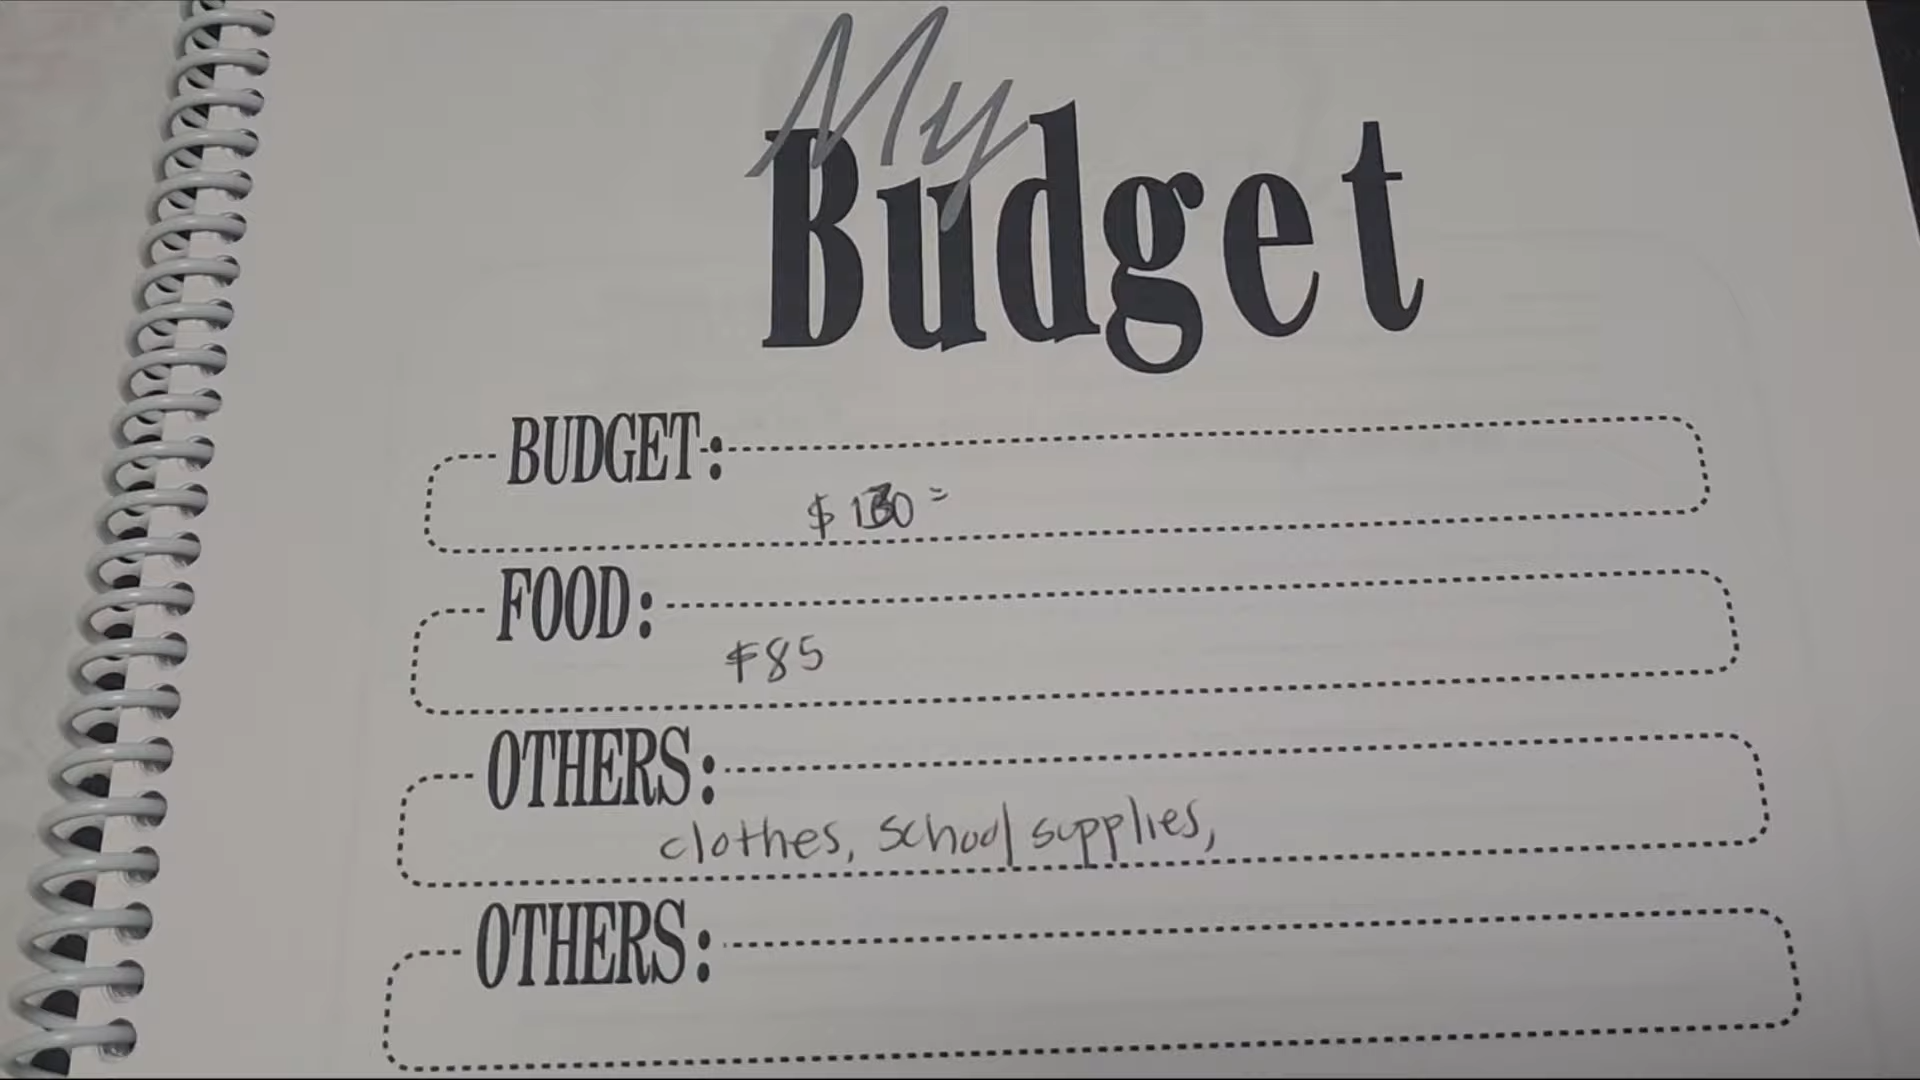 My
Budget
BUDGET:
$ 130 =
FOOD:
$85
OTHERS:
clothes, school supplies,
OTHERS: